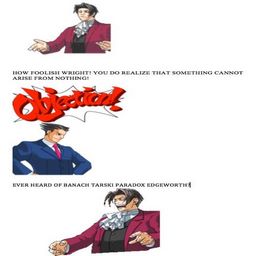 HOW FOOLISH WRIGHT! YOU DO REALIZE THAT SOMETHING CANNOT
ARISE FROM NOTHING!
Objection!
EVER HEARD OF BANACH TARSKI PARADOX EDGEWORTH?